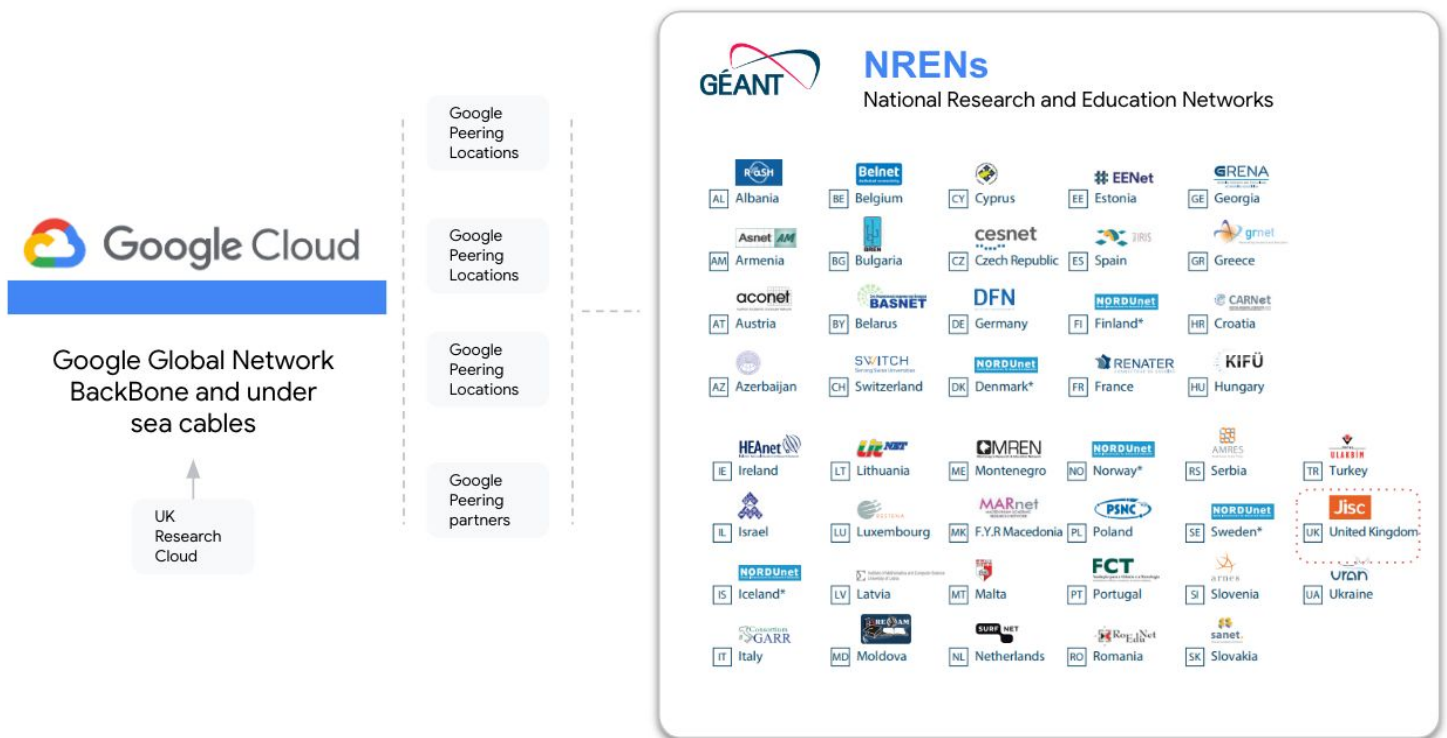 GÉANT
NRENs
National Research and Education Networks
Google Cloud
Google Global Network
BackBone and under
sea cables
UK
Research
Cloud
Google
Peering
Locations
Google
Peering
Locations
Google
Peering
Locations
Google
Peering
partners
RASH
Belnet
EENet
GRENA
AL Albania
BE Belgium
CY Cyprus
EE Estonia
GE Georgia
Asnet AM
BREN
cesnet
IRIS
grnet
AM Armenia
BG Bulgaria
CZ Czech Republic
ES Spain
GR Greece
aconet
BASNET
DFN
NORDUnet
CARNet
AT Austria
BY Belarus
DE Germany
FI Finland*
HR Croatia
SWITCH
NORDUnet
RENATER
KIFÜ
AZ Azerbaijan
CH Switzerland
DK Denmark*
FR France
HU Hungary
HEAnet
LITNET
MREN
NORDUnet
AMRES
ULAKBIM
IE Ireland
LT Lithuania
ME Montenegro
NO Norway*
RS Serbia
TR Turkey
RESTENA
MARnet
PSNC
NORDUnet
Jisc
IL Israel
LU Luxembourg
MK F.Y.R Macedonia
PL Poland
SE Sweden*
UK United Kingdom
NORDUnet
FCT
arnes
uran
IS Iceland*
LV Latvia
MT Malta
PT Portugal
SI Slovenia
UA Ukraine
Consortium
GARR
SURF NET
RoEduNet
sanet
IT Italy
MD Moldova
NL Netherlands
RO Romania
SK Slovakia